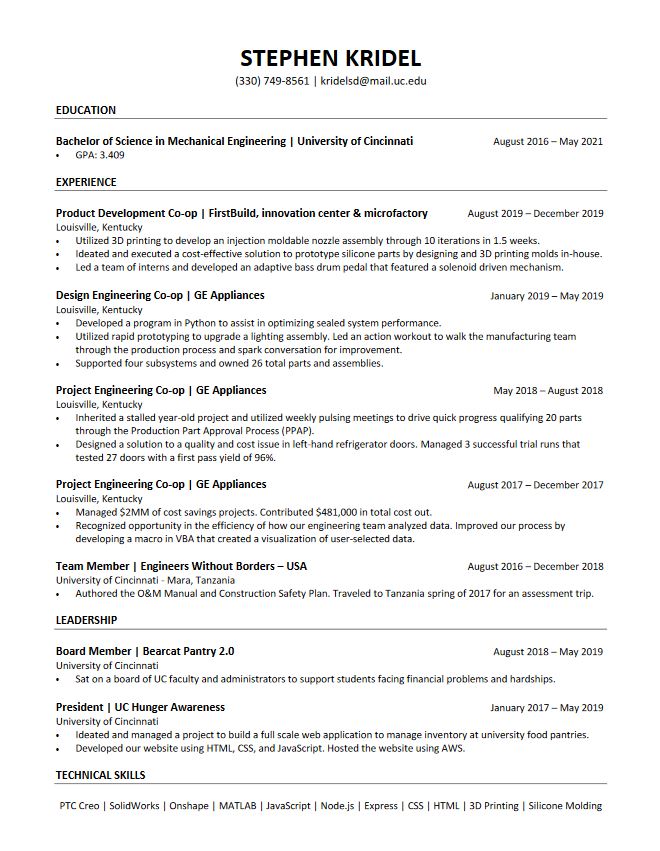 STEPHEN KRIDEL
(330) 749-8561 | kridelsd@mail.uc.edu
EDUCATION
Bachelor of Science in Mechanical Engineering | University of Cincinnati August 2016 – May 2021
• GPA: 3.409
EXPERIENCE
Product Development Co-op | FirstBuild, innovation center & microfactory August 2019 – December 2019
Louisville, Kentucky
• Utilized 3D printing to develop an injection moldable nozzle assembly through 10 iterations in 1.5 weeks.
• Ideated and executed a cost-effective solution to prototype silicone parts by designing and 3D printing molds in-house.
• Led a team of interns and developed an adaptive bass drum pedal that featured a solenoid driven mechanism.
Design Engineering Co-op | GE Appliances January 2019 – May 2019
Louisville, Kentucky
• Developed a program in Python to assist in optimizing sealed system performance.
• Utilized rapid prototyping to upgrade a lighting assembly. Led an action workout to walk the manufacturing team
through the production process and spark conversation for improvement.
• Supported four subsystems and owned 26 total parts and assemblies.
Project Engineering Co-op | GE Appliances May 2018 – August 2018
Louisville, Kentucky
• Inherited a stalled year-old project and utilized weekly pulsing meetings to drive quick progress qualifying 20 parts
through the Production Part Approval Process (PPAP).
• Designed a solution to a quality and cost issue in left-hand refrigerator doors. Managed 3 successful trial runs that
tested 27 doors with a first pass yield of 96%.
Project Engineering Co-op | GE Appliances August 2017 – December 2017
Louisville, Kentucky
• Managed $2MM of cost savings projects. Contributed $481,000 in total cost out.
• Recognized opportunity in the efficiency of how our engineering team analyzed data. Improved our process by
developing a macro in VBA that created a visualization of user-selected data.
Team Member | Engineers Without Borders – USA August 2016 – December 2018
University of Cincinnati - Mara, Tanzania
• Authored the O&M Manual and Construction Safety Plan. Traveled to Tanzania spring of 2017 for an assessment trip.
LEADERSHIP
Board Member | Bearcat Pantry 2.0 August 2018 – May 2019
University of Cincinnati
• Sat on a board of UC faculty and administrators to support students facing financial problems and hardships.
President | UC Hunger Awareness January 2017 – May 2019
University of Cincinnati
• Ideated and managed a project to build a full scale web application to manage inventory at university food pantries.
• Developed our website using HTML, CSS, and JavaScript. Hosted the website using AWS.
TECHNICAL SKILLS
PTC Creo | SolidWorks | Onshape | MATLAB | JavaScript | Node.js | Express | CSS | HTML | 3D Printing | Silicone Molding